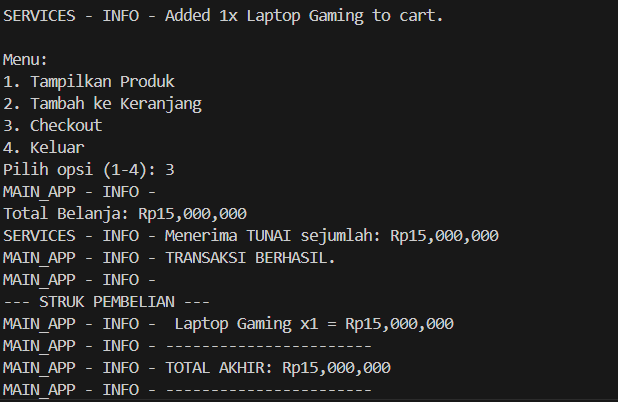 SERVICES - INFO - Added 1x Laptop Gaming to cart.
Menu:
1. Tampilkan Produk
2. Tambah ke Keranjang
3. Checkout
4. Keluar
Pilih opsi (1-4): 3
MAIN_APP - INFO -
Total Belanja: Rp15,000,000
SERVICES - INFO - Menerima TUNAI sejumlah: Rp15,000,000
MAIN_APP - INFO - TRANSAKSI BERHASIL.
MAIN_APP - INFO -
--- STRUK PEMBELIAN ---
MAIN_APP - INFO -  Laptop Gaming x1 = Rp15,000,000
MAIN_APP - INFO - -----------------------
MAIN_APP - INFO - TOTAL AKHIR: Rp15,000,000
MAIN_APP - INFO - -----------------------